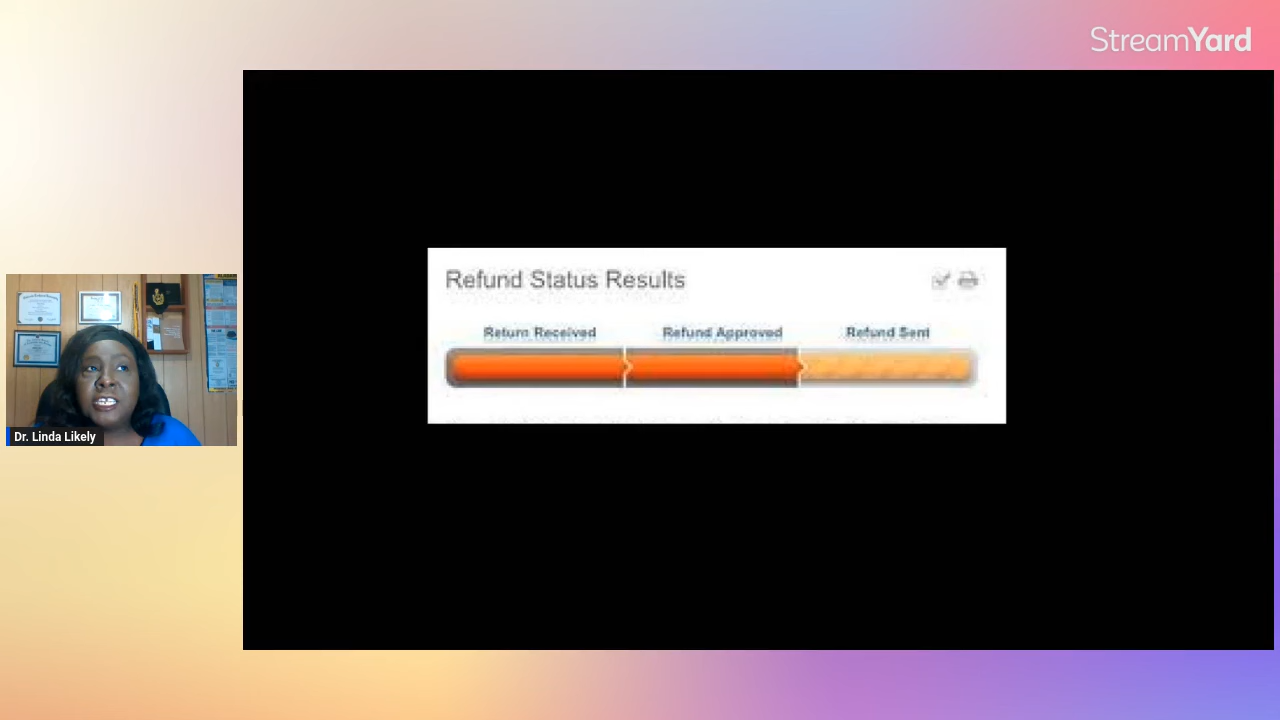 StreamYard
Refund Status Results
Return Received
Refund Approved
Refund Sent
Dr. Linda Likely